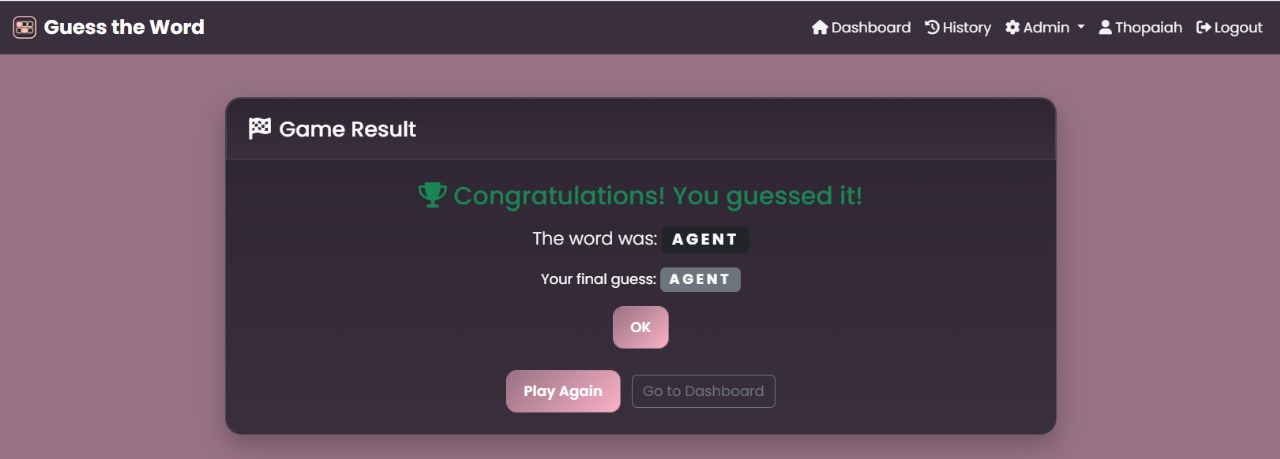 Guess the Word Dashboard History Admin Thopaiah Logout
Game Result
Congratulations! You guessed it!
The word was: AGENT
Your final guess: AGENT
OK
Play Again Go to Dashboard